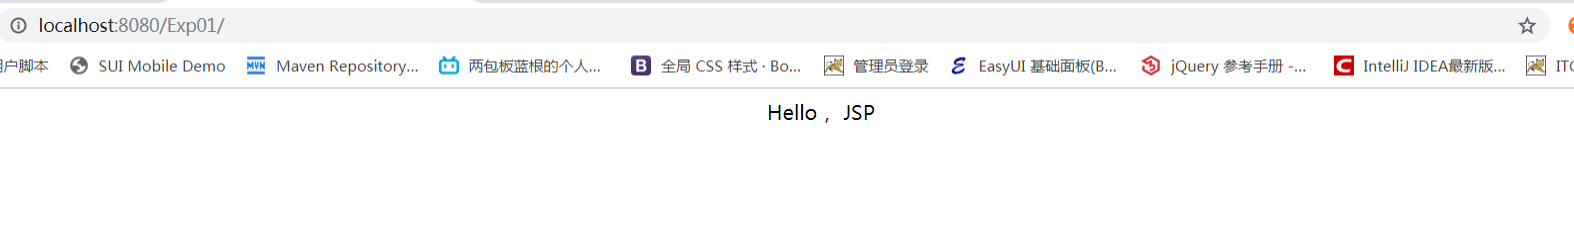 localhost:8080/Exp01/
用户脚本 SUI Mobile Demo Maven Repository... 两包板蓝根的个人... 全局 CSS 样式 · Bo... 管理员登录 EasyUI 基础面板(B... jQuery 参考手册 -... IntelliJ IDEA最新版... ITC
Hello， JSP